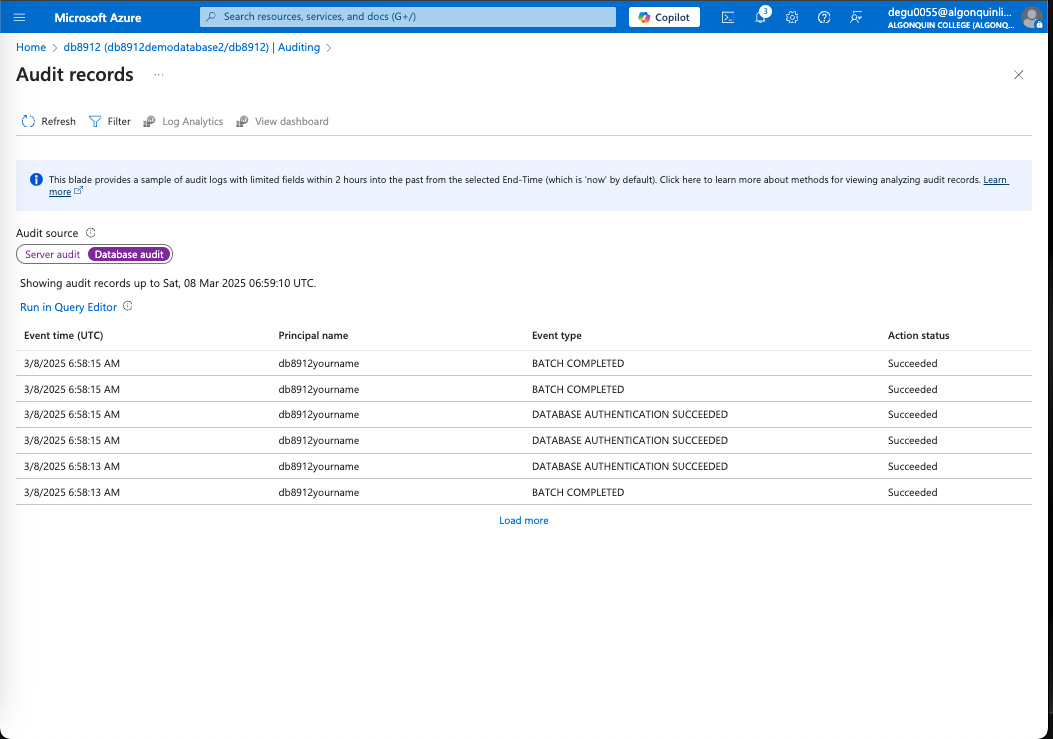 Microsoft Azure
Search resources, services, and docs (G+/)
Copilot
3
degu0055@algonquinli...
ALGONQUIN COLLEGE (ALGONQ...
Home > db8912 (db8912demodatabase2/db8912) | Auditing >
Audit records ...
Refresh Filter Log Analytics View dashboard
This blade provides a sample of audit logs with limited fields within 2 hours into the past from the selected End-Time (which is 'now' by default). Click here to learn more about methods for viewing analyzing audit records. Learn
more
Audit source
Server audit Database audit
Showing audit records up to Sat, 08 Mar 2025 06:59:10 UTC.
Run in Query Editor
Event time (UTC) Principal name Event type Action status
3/8/2025 6:58:15 AM db8912yourname BATCH COMPLETED Succeeded
3/8/2025 6:58:15 AM db8912yourname BATCH COMPLETED Succeeded
3/8/2025 6:58:15 AM db8912yourname DATABASE AUTHENTICATION SUCCEEDED Succeeded
3/8/2025 6:58:15 AM db8912yourname DATABASE AUTHENTICATION SUCCEEDED Succeeded
3/8/2025 6:58:13 AM db8912yourname DATABASE AUTHENTICATION SUCCEEDED Succeeded
3/8/2025 6:58:13 AM db8912yourname BATCH COMPLETED Succeeded
Load more